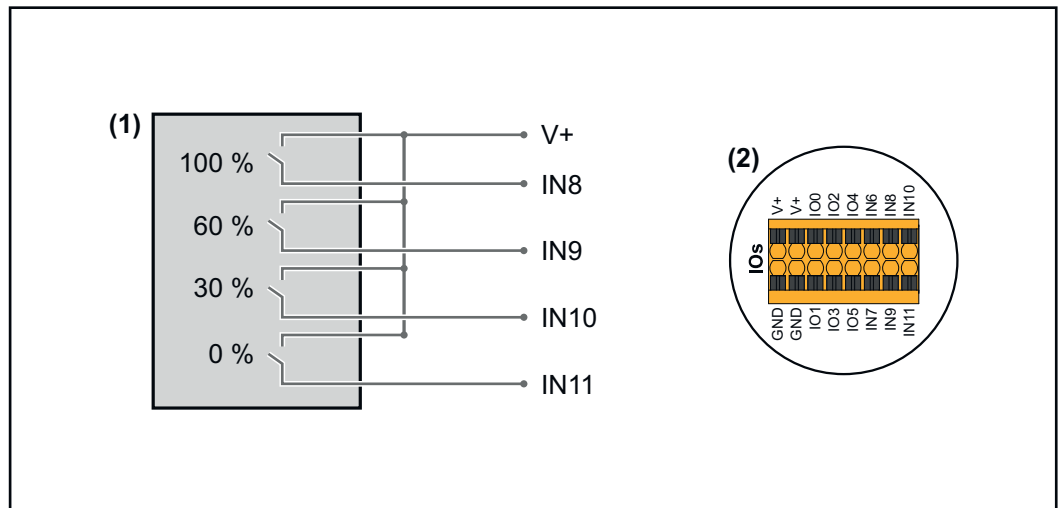 (1)
100 %
60 %
30 %
0 %
V+
IN8
IN9
IN10
IN11
(2)
V+
V+
IO0
IO2
IO4
IN6
IN8
IN10
IOs
GND
GND
IO1
IO3
IO5
IN7
IN9
IN11